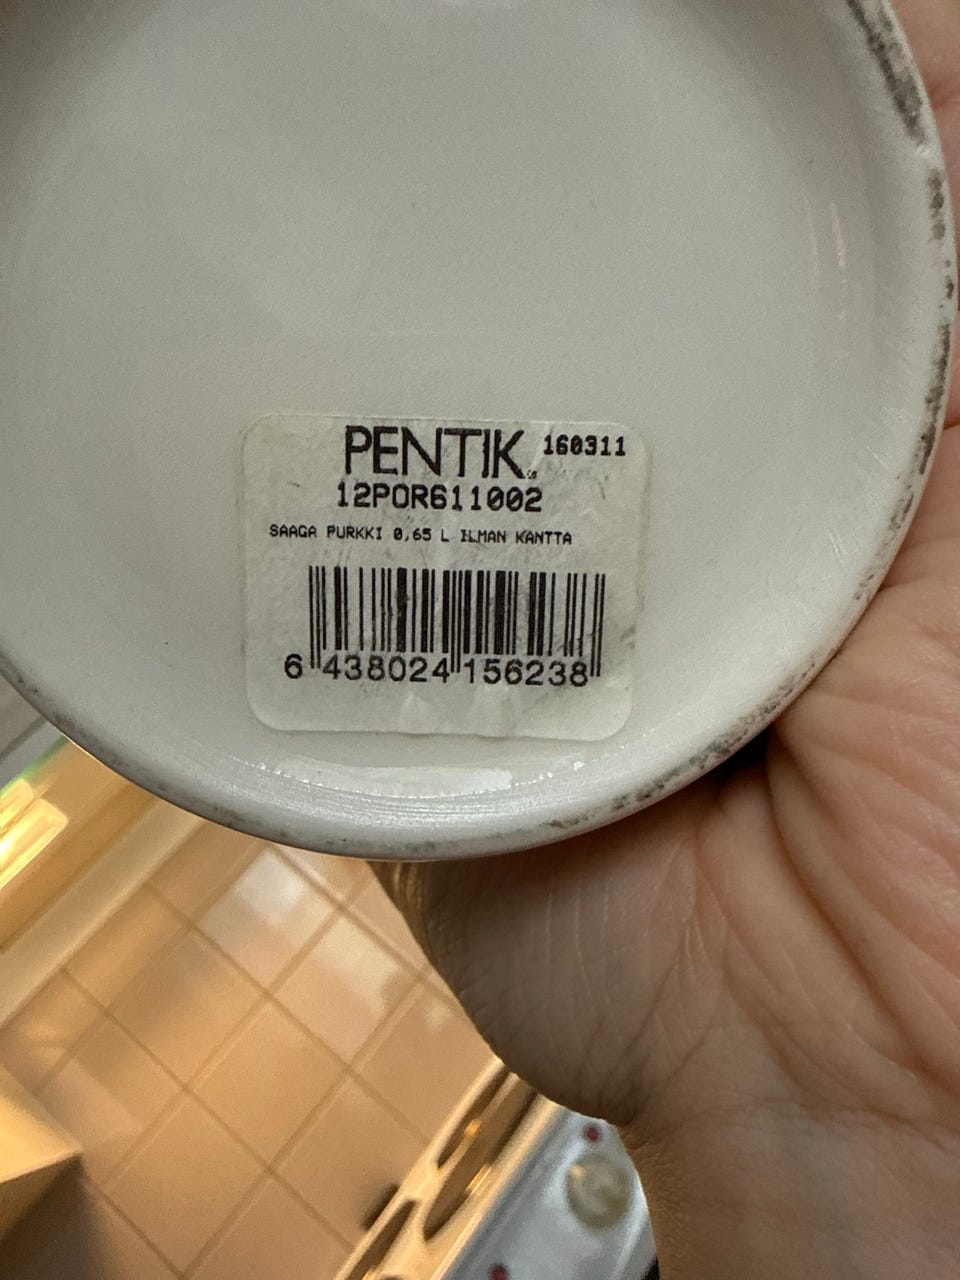 PENTIK® 160311
12POR611002
SAAGA PURKKI 0,65 L ILMAN KANTTA
6 438024 156238